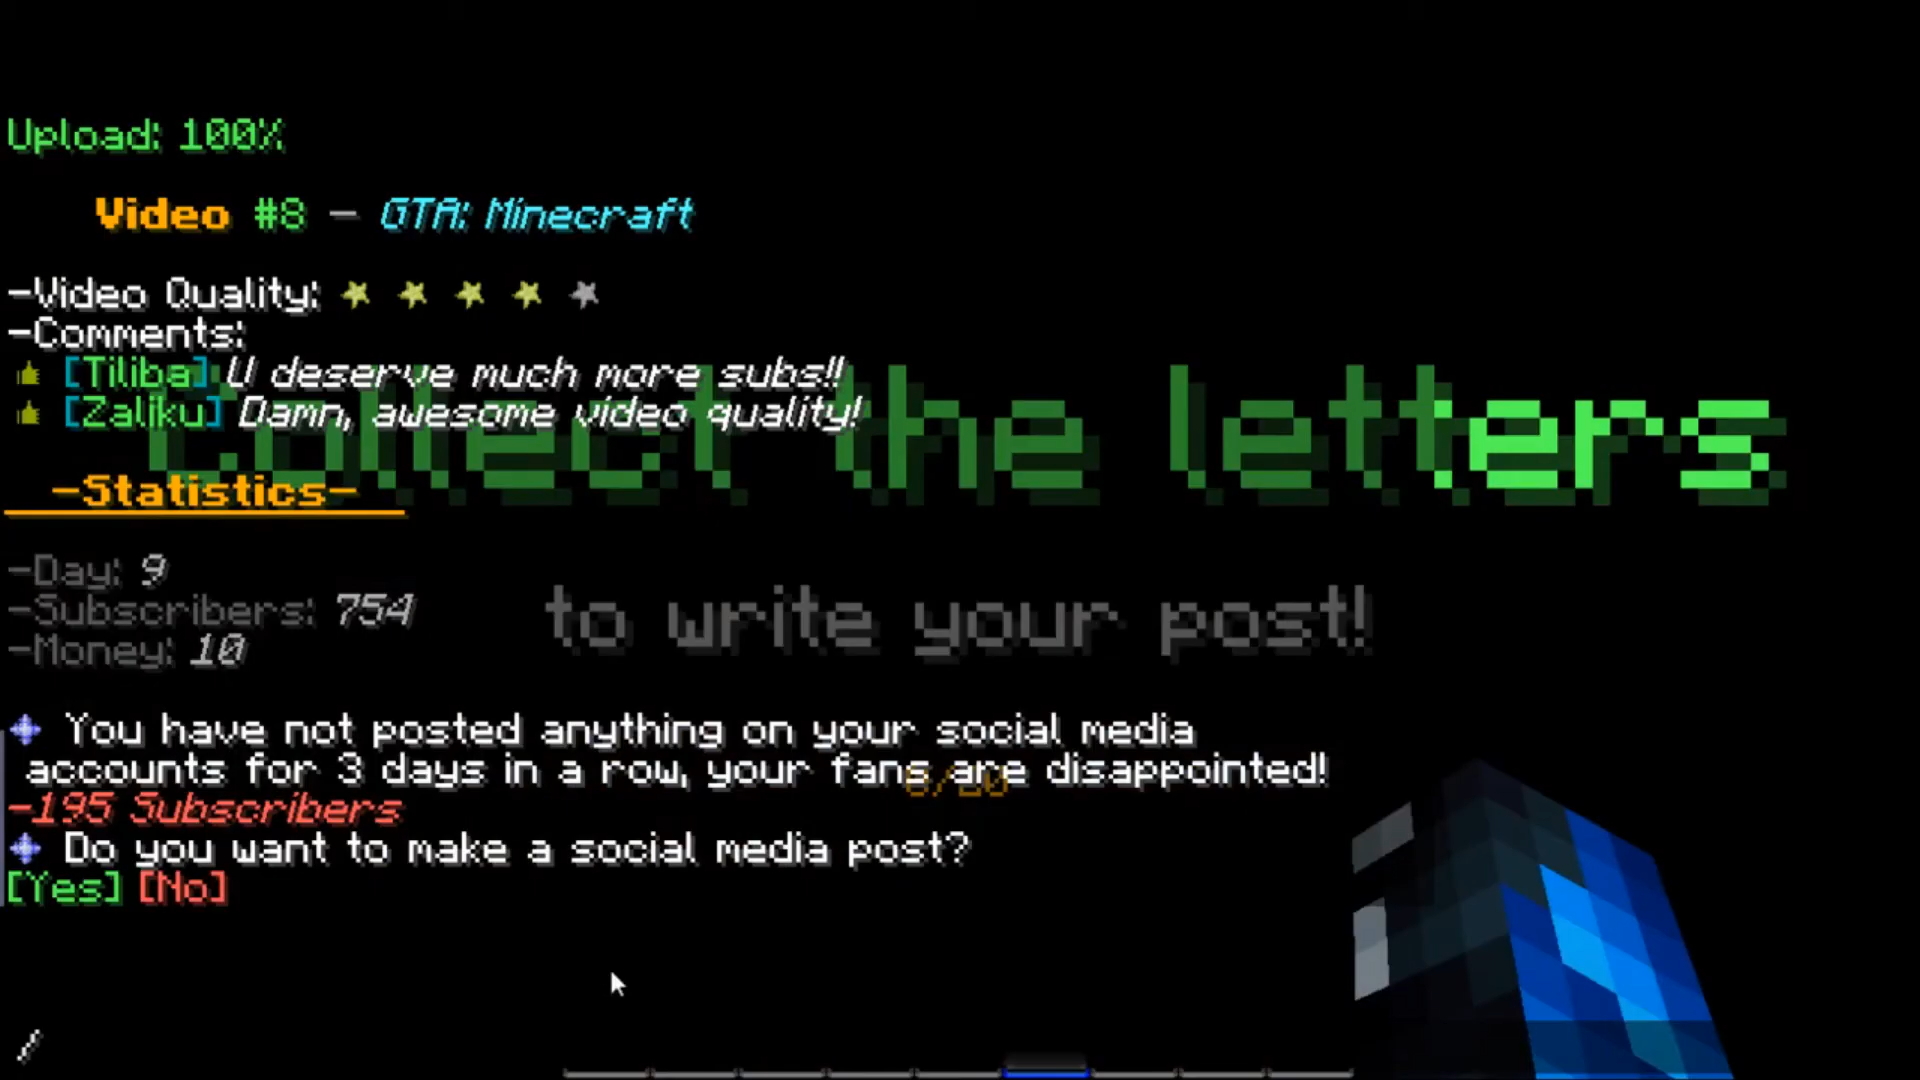 Upload: 100%
Video #8 - GTA: Minecraft
-Video Quality: ★ ★ ★ ★ ★
-Comments:
[Tiliba] U deserve much more subs!!
[Zaliku] Damn, awesome video quality!
Collect the letters
-Statistics-
-Day: 9
-Subscribers: 754
to write your post!
-Money: 10
You have not posted anything on your social media
accounts for 3 days in a row, your fans are disappointed!
-195 Subscribers
Do you want to make a social media post?
[Yes] [No]
/